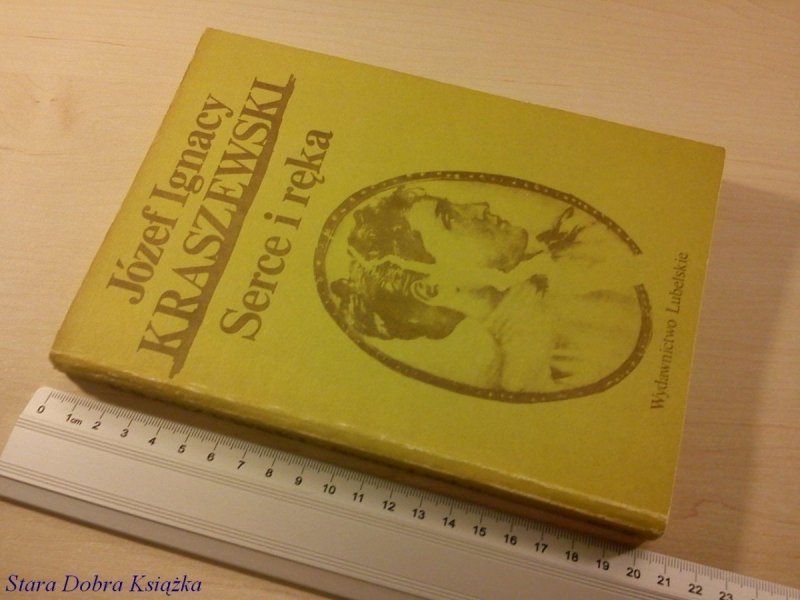 Józef Ignacy
KRASZEWSKI
Serce i ręka
Wydawnictwo Lubelskie
0 1cm 2 3 4 5 6 7 8 9 10 11 12 13 14 15 16 17 18 19 20 21 22 23
Stara Dobra Książka